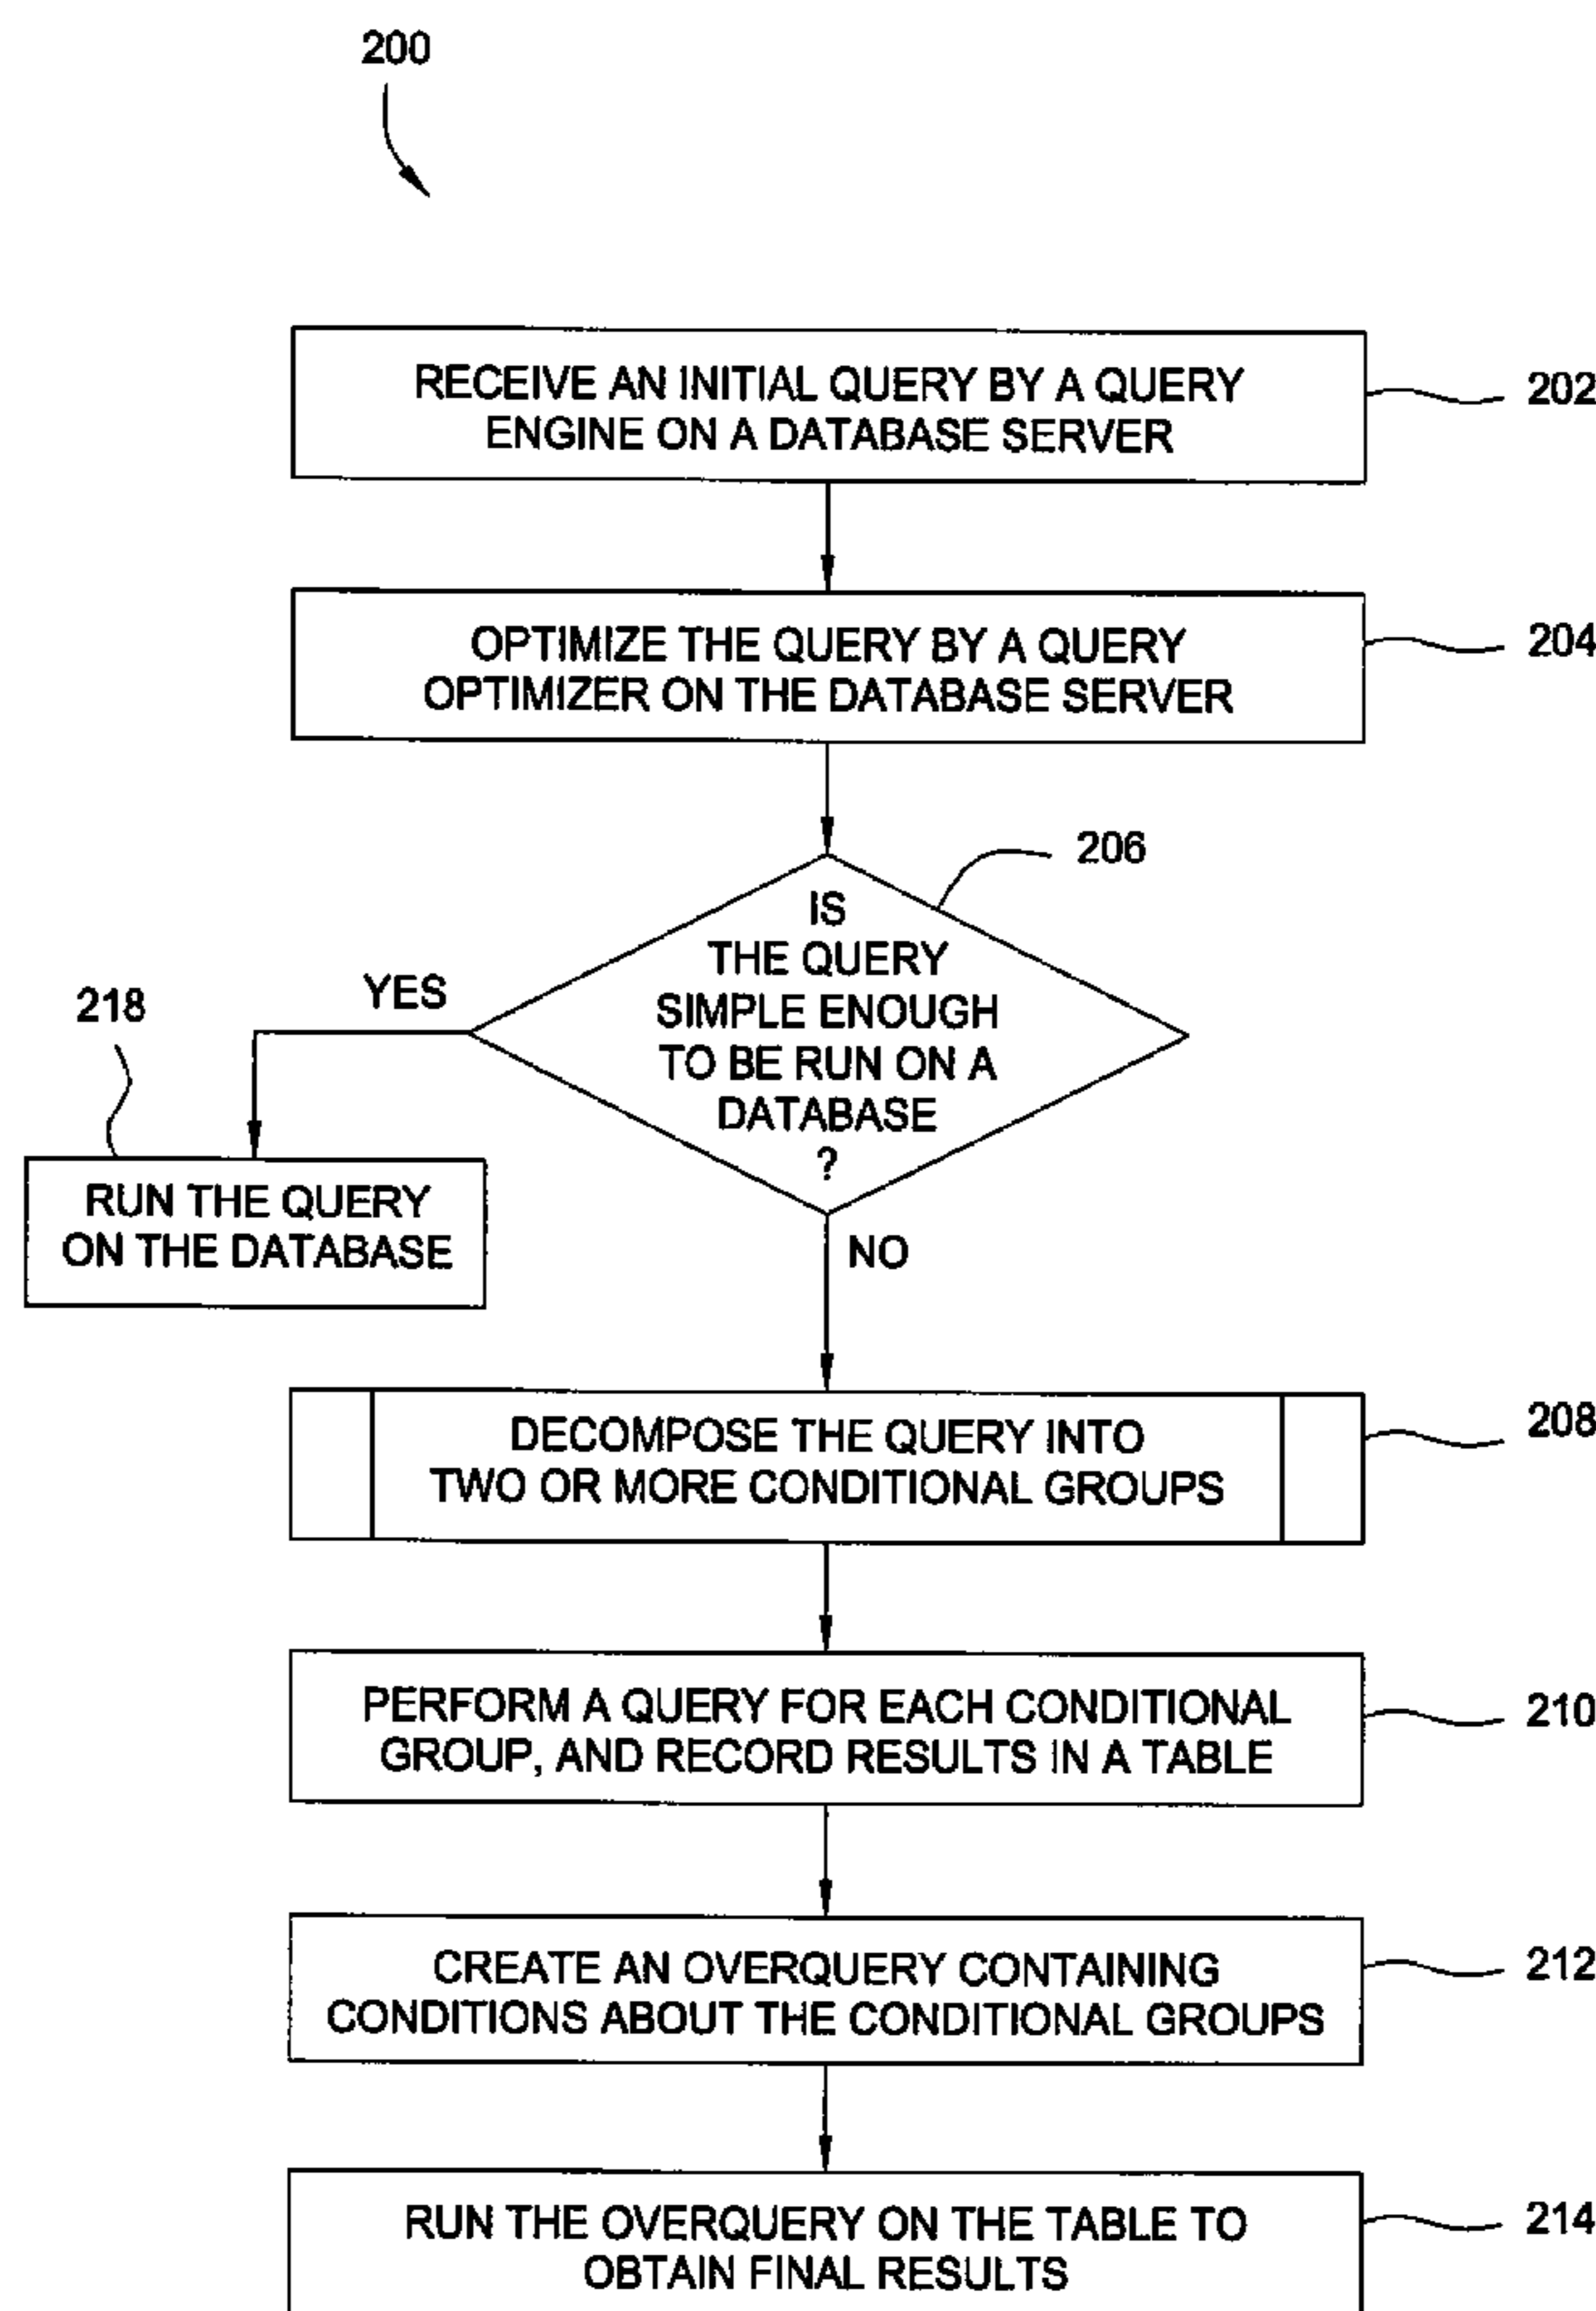 200
RECEIVE AN INITIAL QUERY BY A QUERY
ENGINE ON A DATABASE SERVER
202
OPTIMIZE THE QUERY BY A QUERY
OPTIMIZER ON THE DATABASE SERVER
204
206
IS
THE QUERY
SIMPLE ENOUGH
TO BE RUN ON A
DATABASE
?
YES
218
RUN THE QUERY
ON THE DATABASE
NO
DECOMPOSE THE QUERY INTO
TWO OR MORE CONDITIONAL GROUPS
208
PERFORM A QUERY FOR EACH CONDITIONAL
GROUP, AND RECORD RESULTS IN A TABLE
210
CREATE AN OVERQUERY CONTAINING
CONDITIONS ABOUT THE CONDITIONAL GROUPS
212
RUN THE OVERQUERY ON THE TABLE TO
OBTAIN FINAL RESULTS
214